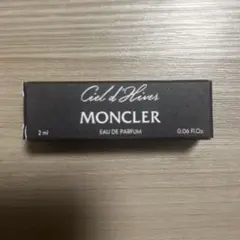 Ciel d'Hiver
MONCLER
2 ml EAU DE PARFUM 0.06 Fl.Oz